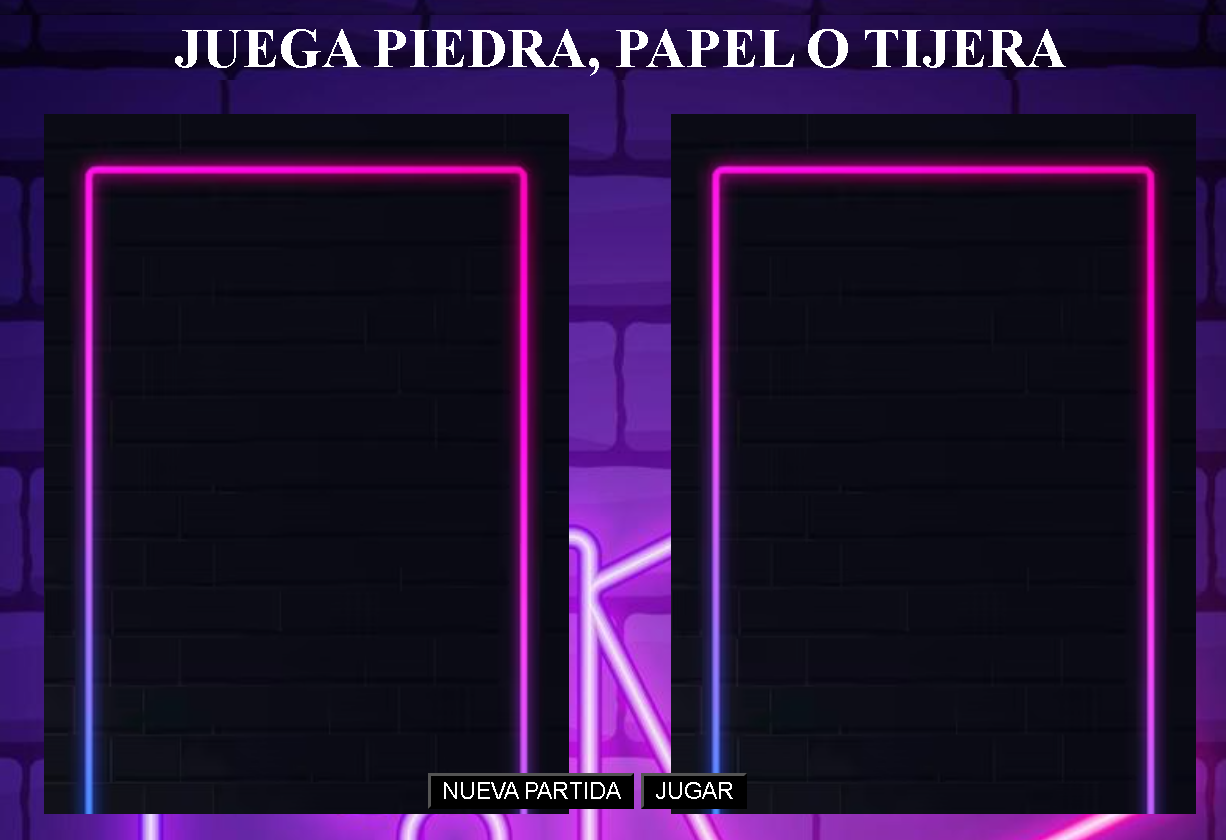 JUEGA PIEDRA, PAPEL O TIJERA
NUEVA PARTIDA
JUGAR